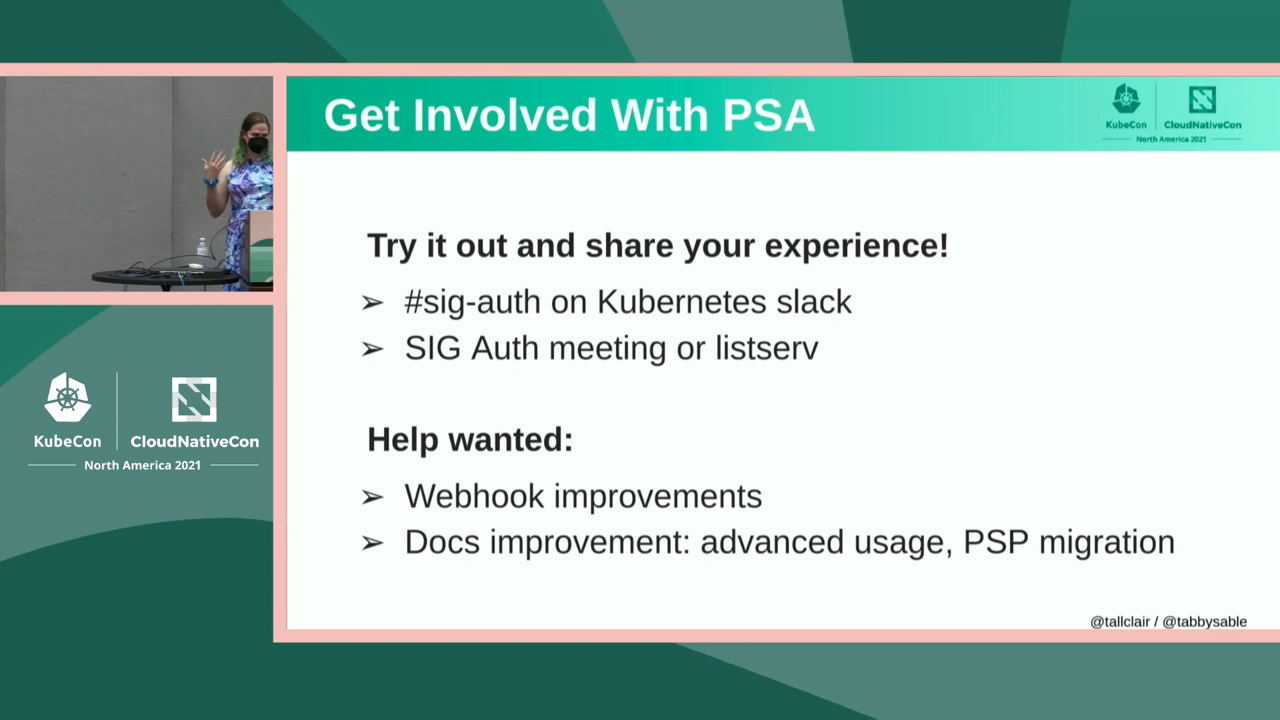 Get Involved With PSA
KubeCon
CloudNativeCon
North America 2021
Try it out and share your experience!
➢ #sig-auth on Kubernetes slack
➢ SIG Auth meeting or listserv
Help wanted:
➢ Webhook improvements
➢ Docs improvement: advanced usage, PSP migration
@tallclair / @tabbysable
KubeCon
CloudNativeCon
North America 2021